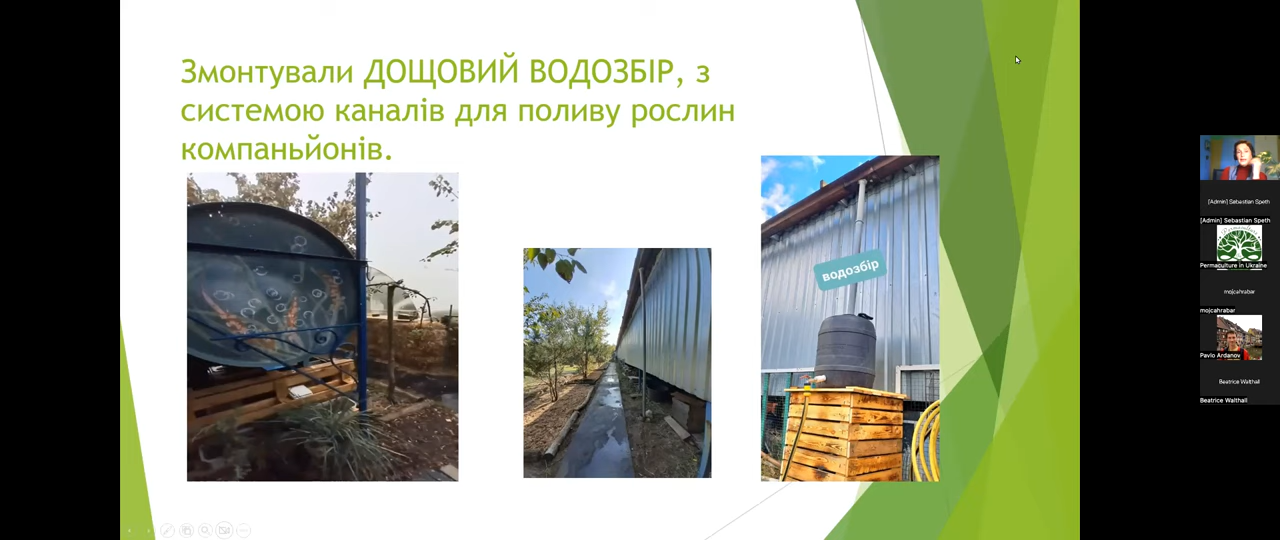 Змонтували ДОЩОВИЙ ВОДОЗБІР, з
системою каналів для поливу рослин
компаньйонів.
водозбір
[Admin] Sebastian Speth
[Admin] Sebastian Speth
Permaculture in Ukraine
mojcahrabar
mojcahrabar
Pavlo Ardanov
Beatrice Walthall
Beatrice Walthall